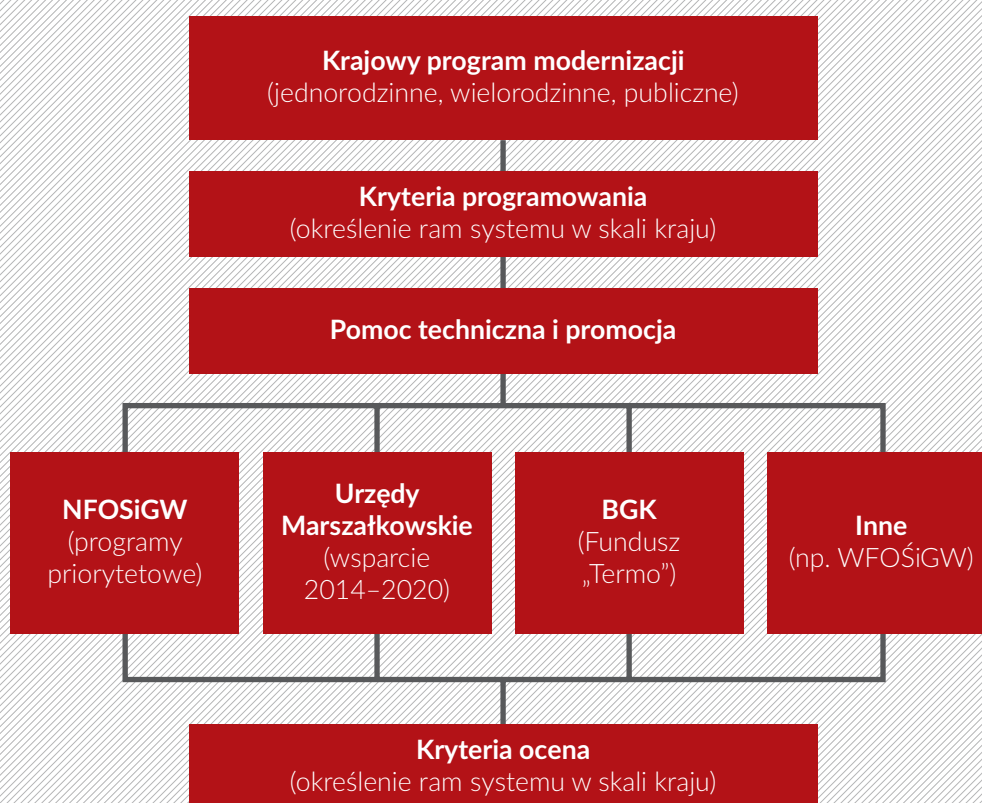 Krajowy program modernizacji
(jednorodzinne, wielorodzinne, publiczne)
Kryteria programowania
(określenie ram systemu w skali kraju)
Pomoc techniczna i promocja
NFOSiGW
(programy
priorytetowe)
Urzędy
Marszałkowskie
(wsparcie
2014–2020)
BGK
(Fundusz
„Termo”)
Inne
(np. WFOŚiGW)
Kryteria ocena
(określenie ram systemu w skali kraju)